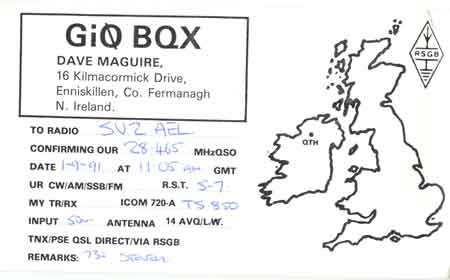 GiØ BQX
DAVE MAGUIRE,
16 Kilmacormick Drive,
Enniskillen, Co. Fermanagh
N. Ireland.
RSGB
QTH
TO RADIO SV2 AEL
CONFIRMING OUR 28.465 MHzQSO
DATE 1-9-91 AT 11.05 AM GMT
UR CW/AM/SSB/FM R.S.T. 5-7
MY TR/RX ICOM 720-A TS 850
INPUT 50W ANTENNA 14 AVQ/L.W.
TNX/PSE QSL DIRECT/VIA RSGB
REMARKS: 73s